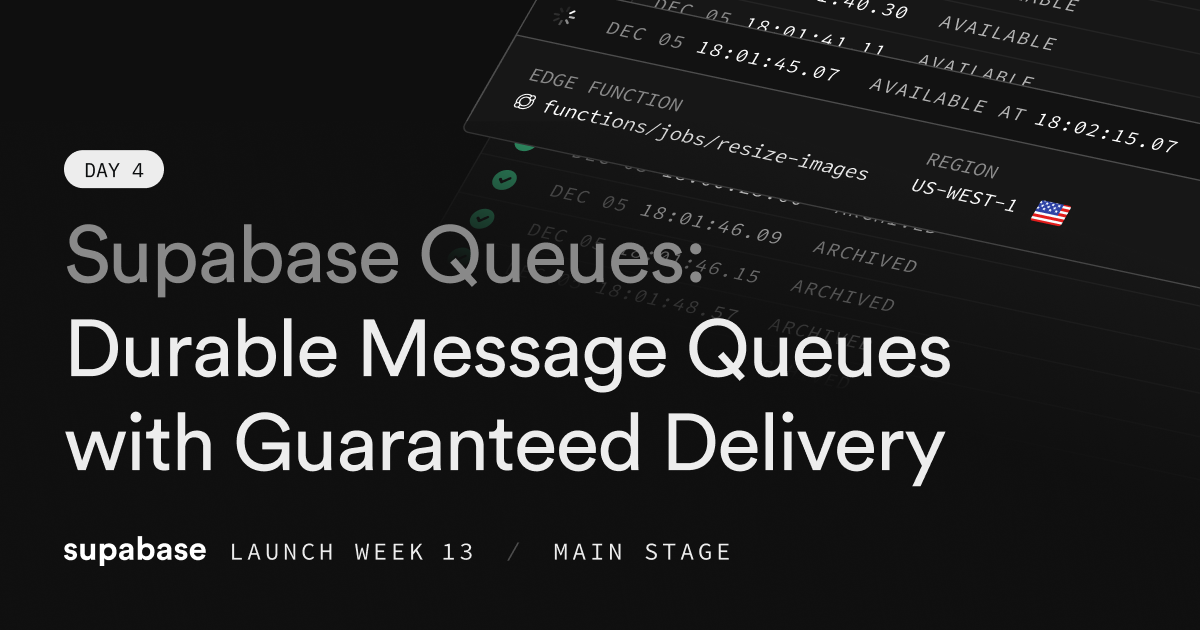 :40.30 AVAILABLE
DEC 05 18:01:41.11 AVAILABLE
DEC 05 18:01:45.07 AVAILABLE AT 18:02:15.07
EDGE FUNCTION
functions/jobs/resize-images
REGION
US-WEST-1
DEC 05 18:01:46.09 ARCHIVED
DEC 05 :46.15 ARCHIVED
18:01:48.57 ARCHIVED
DAY 4
Supabase Queues:
Durable Message Queues
with Guaranteed Delivery
supabase LAUNCH WEEK 13 / MAIN STAGE